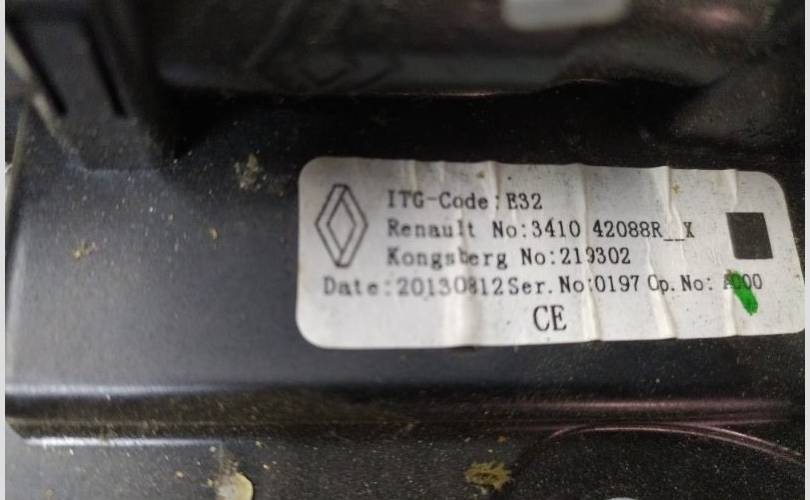 ITG-Code:E32
Renault No:3410 42088R__X
Kongsberg No:219302
Date:20130812 Ser.No:0197 Op.No:
CE